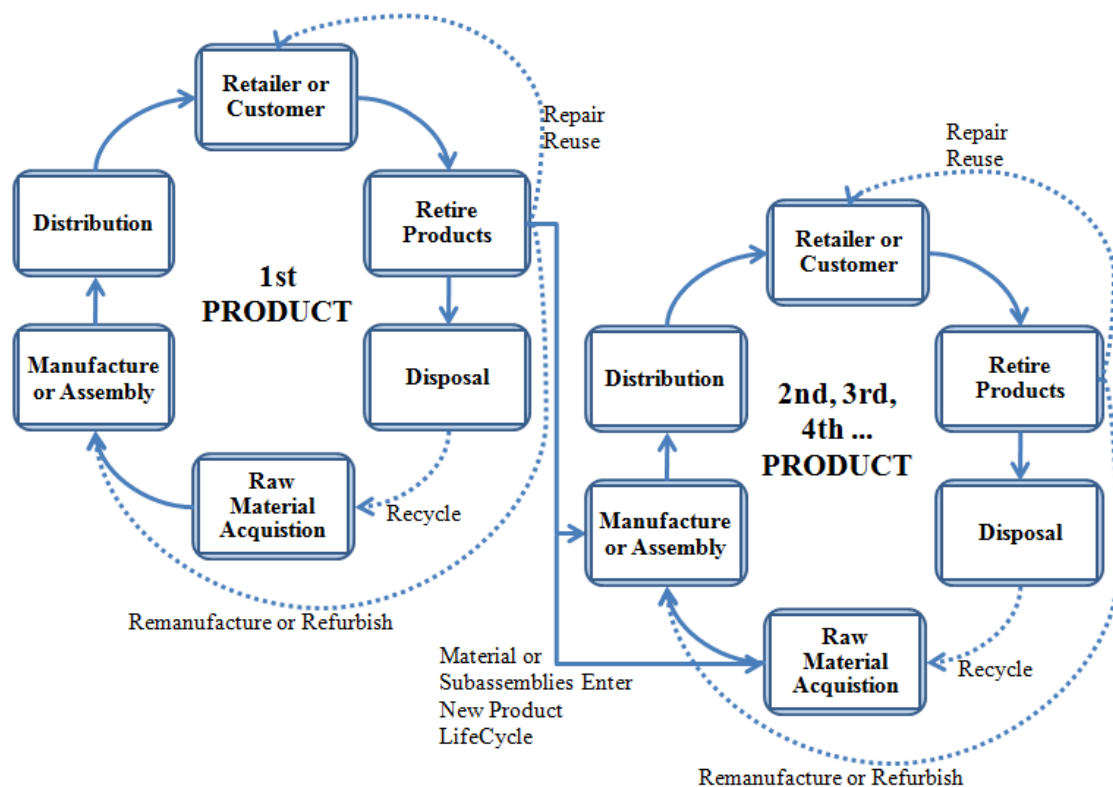 Retailer or
Customer
Repair
Reuse
Distribution
Retire
Products
1st
PRODUCT
Manufacture
or Assembly
Disposal
Raw
Material
Acquistion
Recycle
Remanufacture or Refurbish
Material or
Subassemblies Enter
New Product
LifeCycle
Repair
Reuse
Retailer or
Customer
Distribution
Retire
Products
2nd, 3rd,
4th ...
PRODUCT
Manufacture
or Assembly
Disposal
Raw
Material
Acquistion
Recycle
Remanufacture or Refurbish